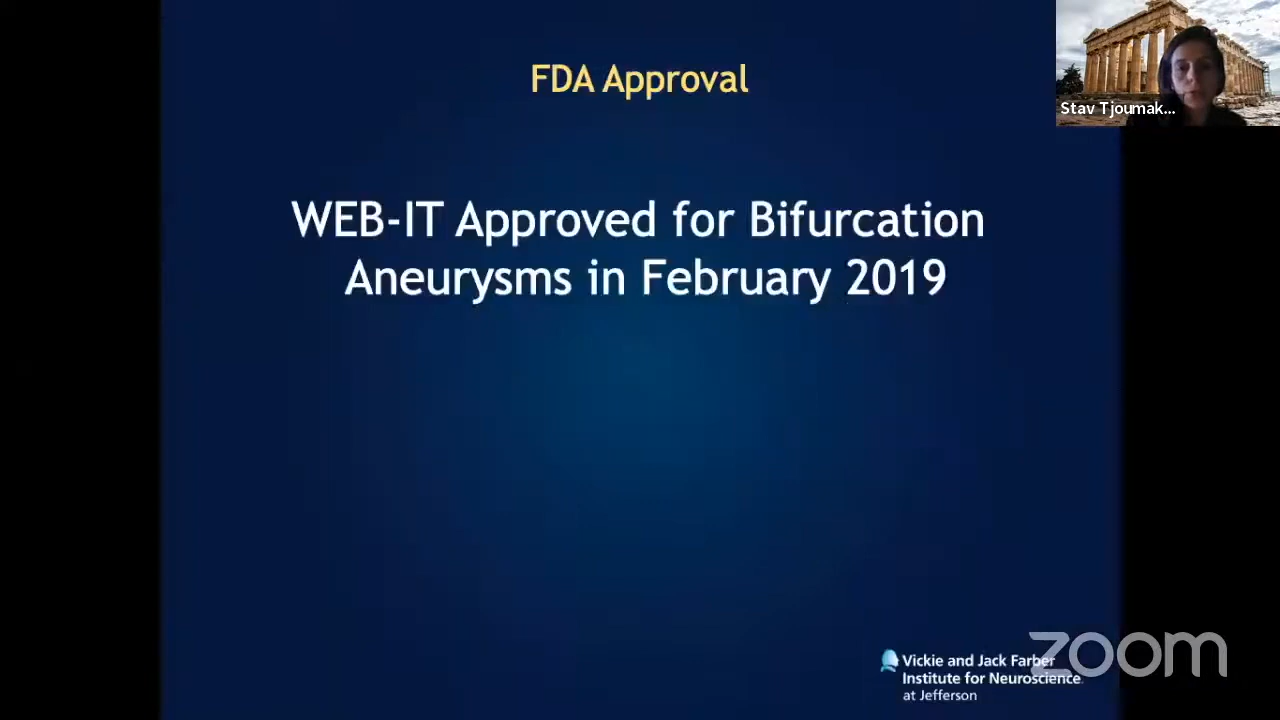 FDA Approval
Stav Tjoumak...
WEB-IT Approved for Bifurcation
Aneurysms in February 2019
zoom
Vickie and Jack Farber
Institute for Neuroscience
at Jefferson